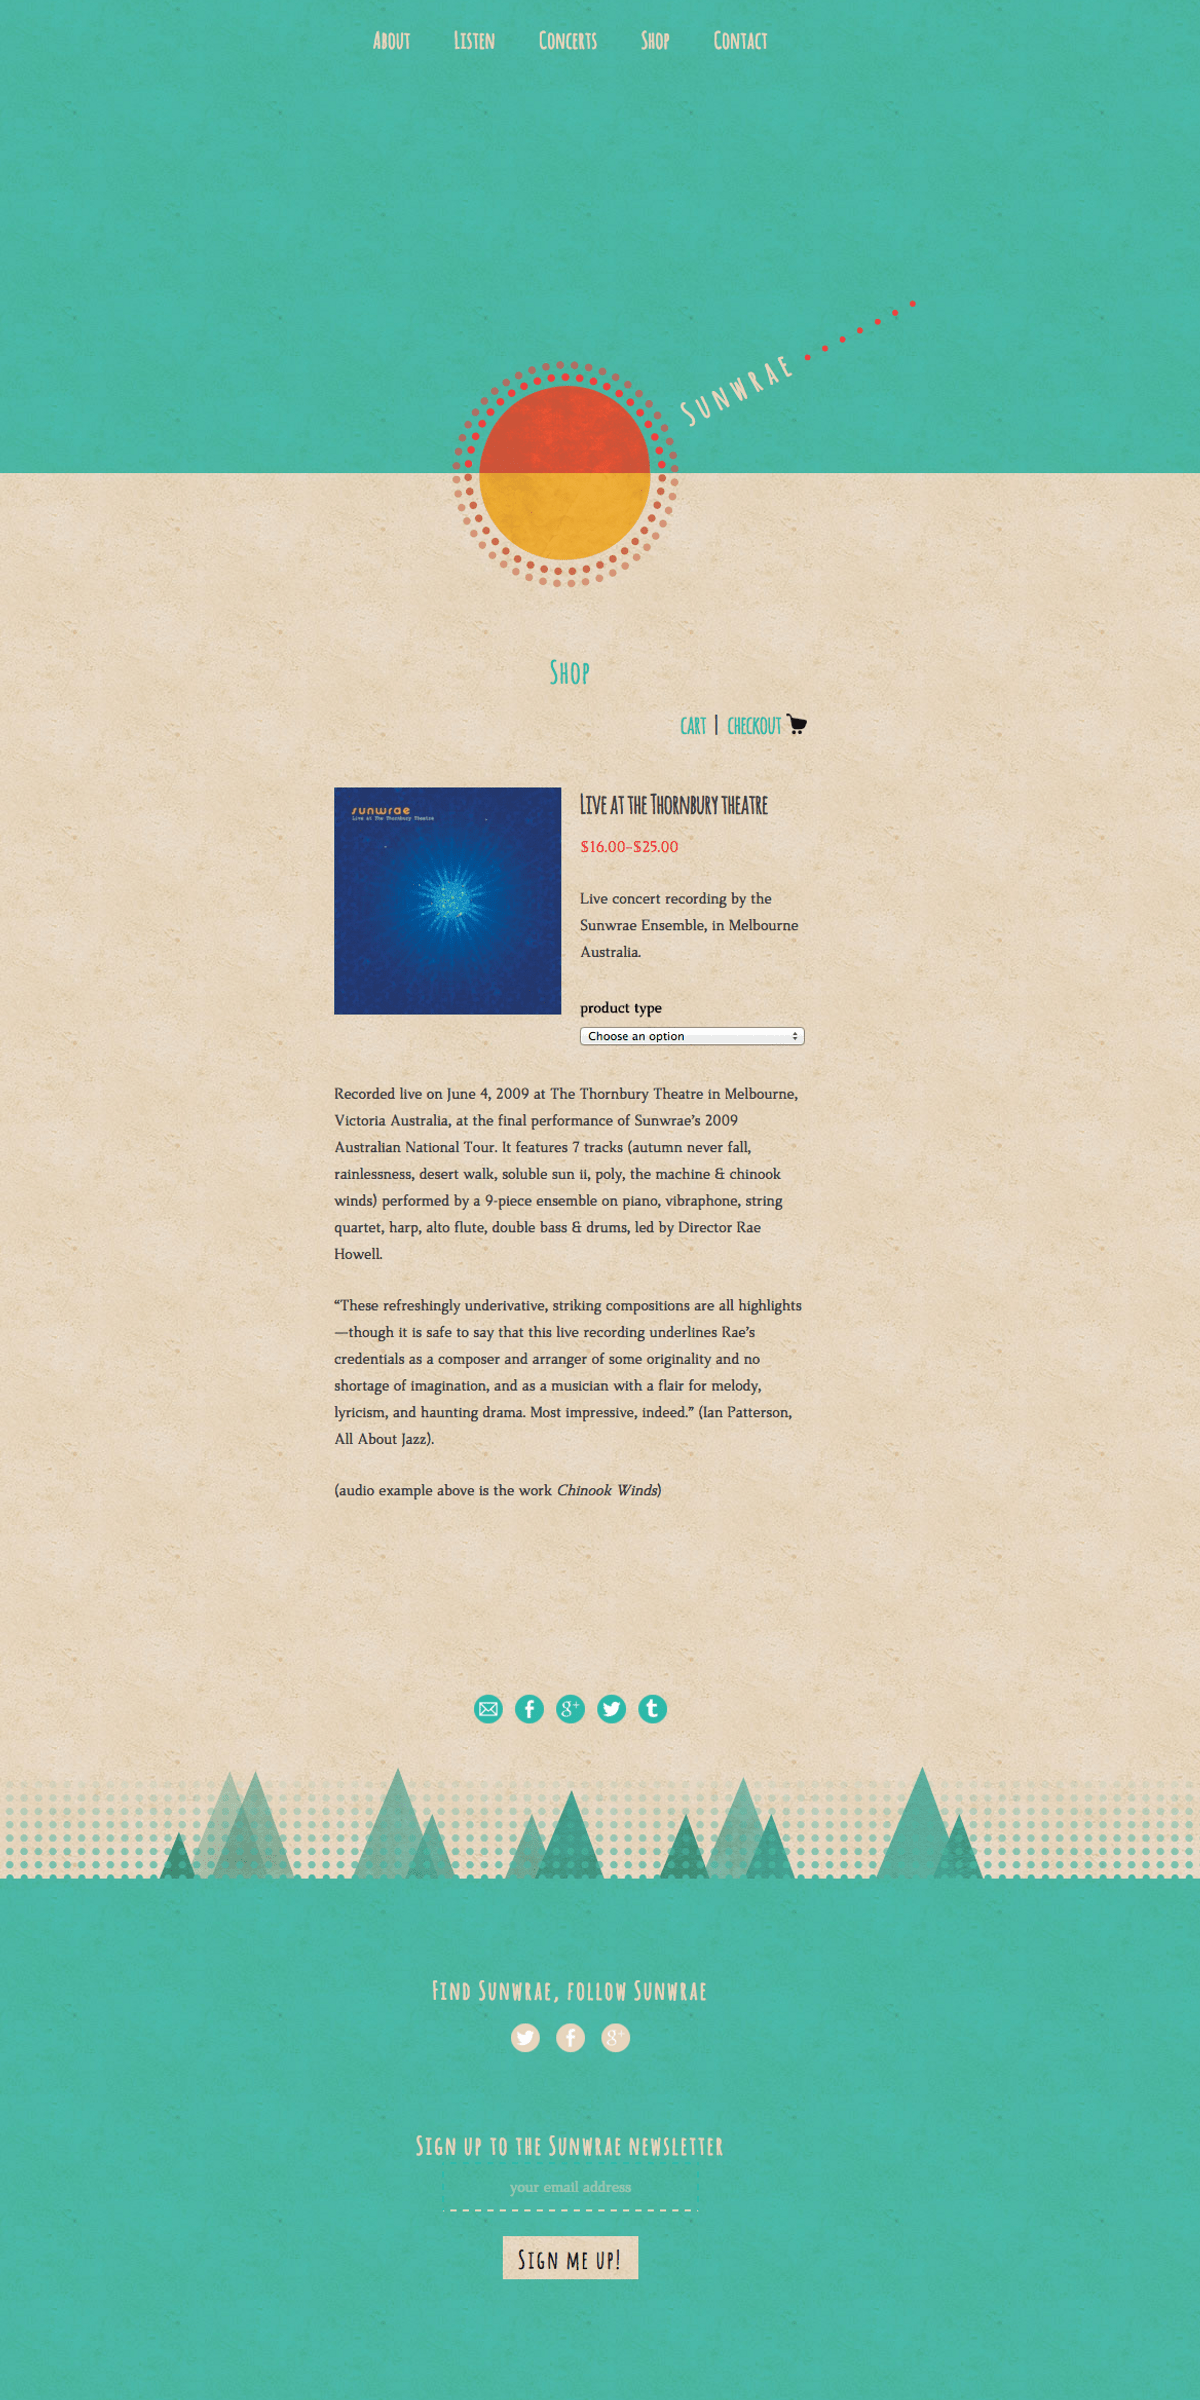 About Listen Concerts Shop Contact
Sunwrae
Shop
cart | checkout
sunwrae
Live at The Thornbury Theatre
Live at the Thornbury theatre
$16.00–$25.00
Live concert recording by the
Sunwrae Ensemble, in Melbourne
Australia.
product type
Choose an option
Recorded live on June 4, 2009 at The Thornbury Theatre in Melbourne,
Victoria Australia, at the final performance of Sunwrae’s 2009
Australian National Tour. It features 7 tracks (autumn never fall,
rainlessness, desert walk, soluble sun ii, poly, the machine & chinook
winds) performed by a 9-piece ensemble on piano, vibraphone, string
quartet, harp, alto flute, double bass & drums, led by Director Rae
Howell.
“These refreshingly underivative, striking compositions are all highlights
—though it is safe to say that this live recording underlines Rae’s
credentials as a composer and arranger of some originality and no
shortage of imagination, and as a musician with a flair for melody,
lyricism, and haunting drama. Most impressive, indeed.” (Ian Patterson,
All About Jazz).
(audio example above is the work Chinook Winds)
Find Sunwrae, follow Sunwrae
Sign up to the Sunwrae newsletter
your email address
Sign me up!